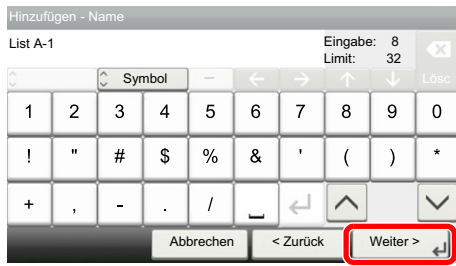 Hinzufügen - Name
List A-1
Eingabe: 8
Limit: 32
Symbol
Lösc
1 2 3 4 5 6 7 8 9 0
! " # $ % & ' ( ) *
+ , - . / _
Abbrechen < Zurück Weiter >